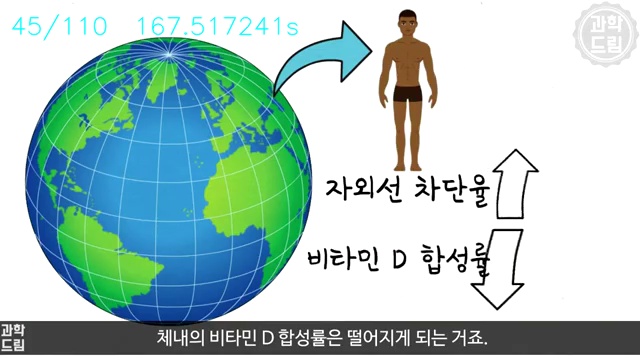 45/110 167.517241s
과학
드림
자외선 차단율
비타민 D 합성률
과학
드림
체내의 비타민 D 합성률은 떨어지게 되는 거죠.